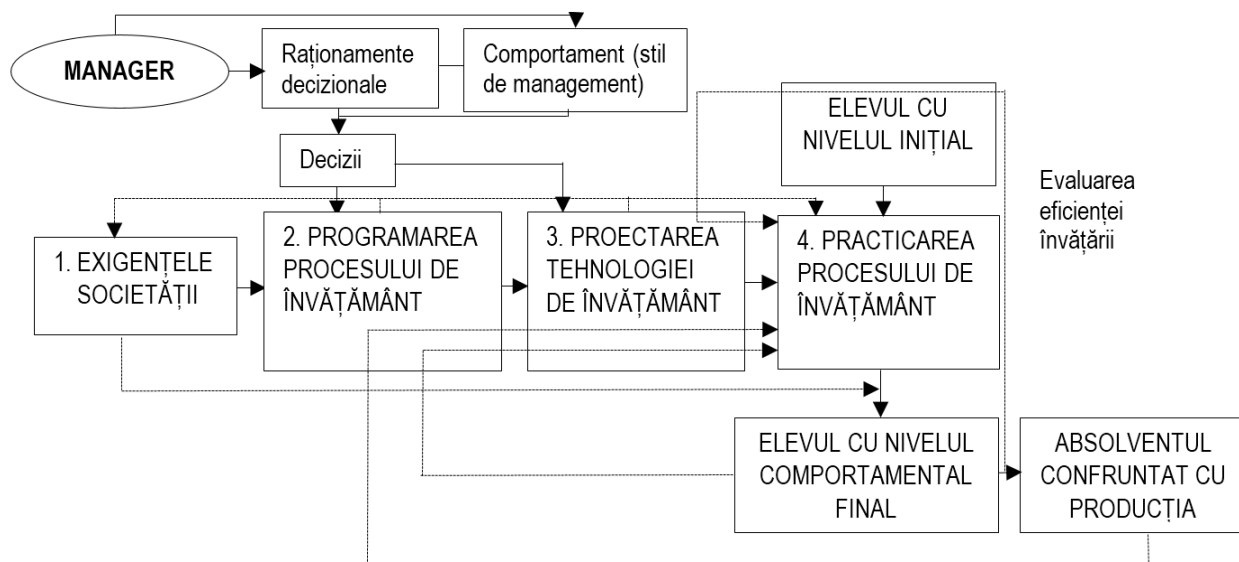 MANAGER
Raționamente
decizionale
Comportament (stil
de management)
Decizii
ELEVUL CU
NIVELUL INIȚIAL
Evaluarea
eficienței
învățării
1. EXIGENȚELE
SOCIETĂȚII
2. PROGRAMAREA
PROCESULUI DE
ÎNVĂȚĂMÂNT
3. PROECTAREA
TEHNOLOGIEI
DE ÎNVĂȚĂMÂNT
4. PRACTICAREA
PROCESULUI DE
ÎNVĂȚĂMÂNT
ELEVUL CU NIVELUL
COMPORTAMENTAL
FINAL
ABSOLVENTUL
CONFRUNTAT CU
PRODUCȚIA